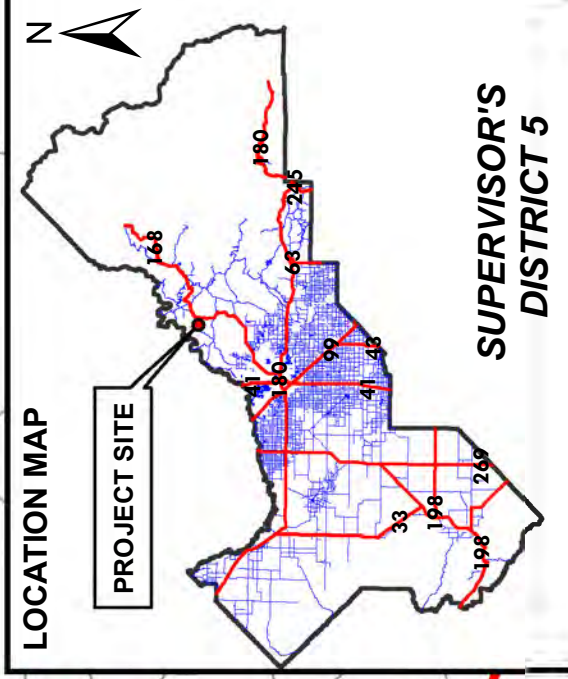 LOCATION MAP
N
PROJECT SITE
168
180
245
63
41
180
99
43
41
33
198
269
198
SUPERVISOR'S
DISTRICT 5